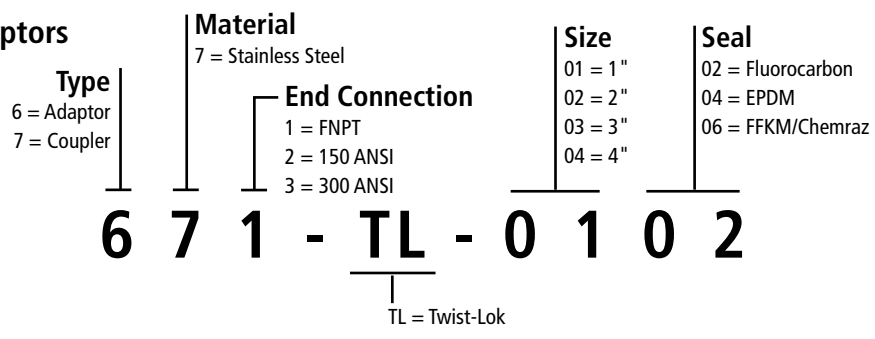 ptors
Type
6 = Adaptor
7 = Coupler
Material
7 = Stainless Steel
End Connection
1 = FNPT
2 = 150 ANSI
3 = 300 ANSI
Size
01 = 1"
02 = 2"
03 = 3"
04 = 4"
Seal
02 = Fluorocarbon
04 = EPDM
06 = FFKM/Chemraz
6 7 1 - TL - 0 1 0 2
TL = Twist-Lok